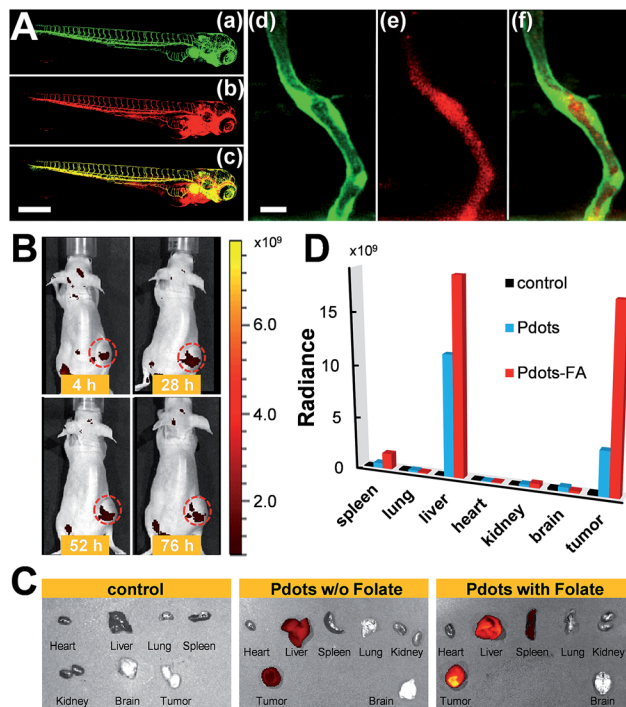 A
(a)
(b)
(c)
(d)
(e)
(f)
B
x10⁹
6.0
4.0
2.0
4 h
28 h
52 h
76 h
D
x 10⁹
15
10
5
0
Radiance
control
Pdots
Pdots-FA
spleen
lung
liver
heart
kidney
brain
tumor
C
control
Heart
Liver
Lung
Spleen
Kidney
Brain
Tumor
Pdots w/o Folate
Heart
Liver
Spleen
Lung
Kidney
Tumor
Brain
Pdots with Folate
Heart
Liver
Spleen
Lung
Kidney
Tumor
Brain